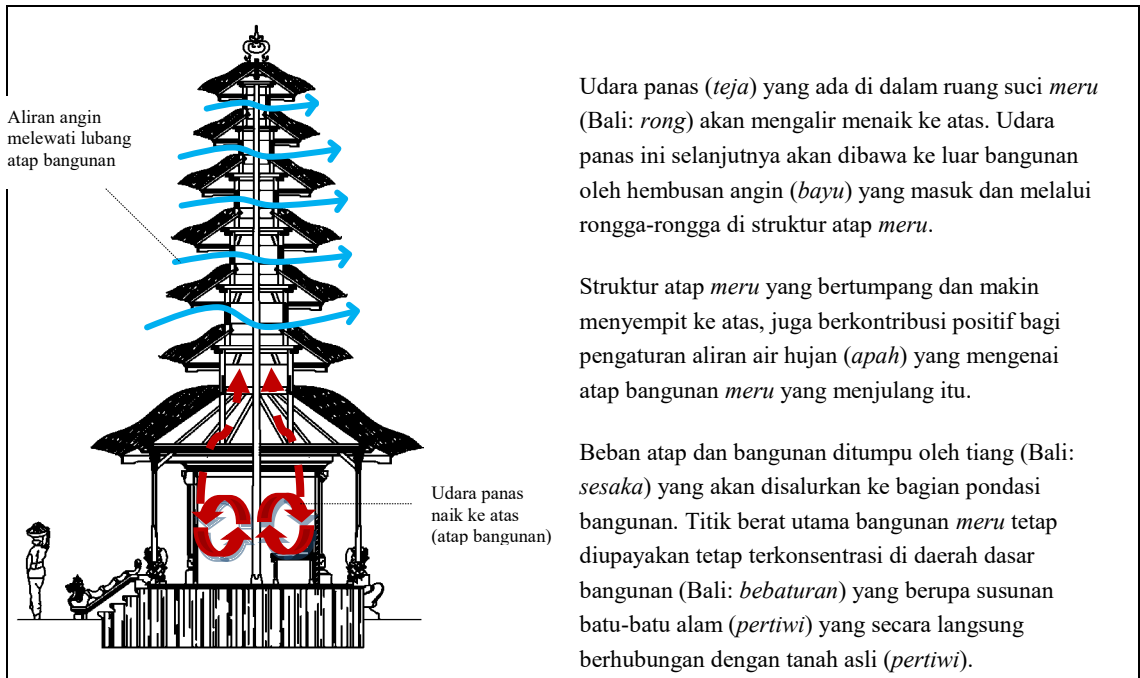 Aliran angin
melewati lubang
atap bangunan
Udara panas
naik ke atas
(atap bangunan)
Udara panas (teja) yang ada di dalam ruang suci meru
(Bali: rong) akan mengalir menaik ke atas. Udara
panas ini selanjutnya akan dibawa ke luar bangunan
oleh hembusan angin (bayu) yang masuk dan melalui
rongga-rongga di struktur atap meru.
Struktur atap meru yang bertumpang dan makin
menyempit ke atas, juga berkontribusi positif bagi
pengaturan aliran air hujan (apah) yang mengenai
atap bangunan meru yang menjulang itu.
Beban atap dan bangunan ditumpu oleh tiang (Bali:
sesaka) yang akan disalurkan ke bagian pondasi
bangunan. Titik berat utama bangunan meru tetap
diupayakan tetap terkonsentrasi di daerah dasar
bangunan (Bali: bebaturan) yang berupa susunan
batu-batu alam (pertiwi) yang secara langsung
berhubungan dengan tanah asli (pertiwi).